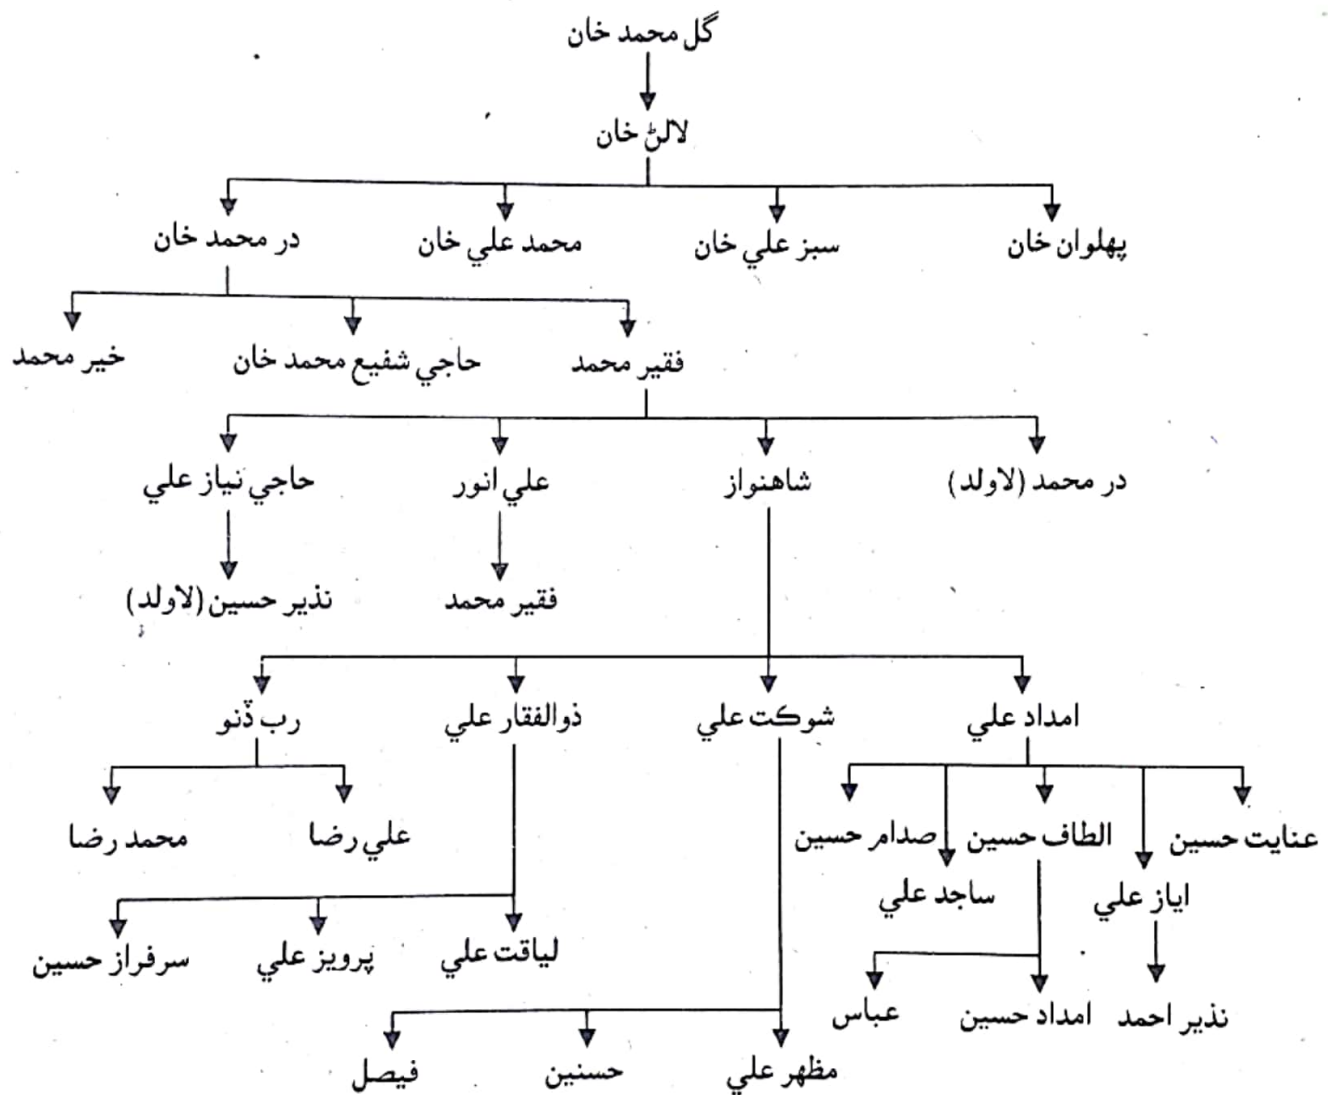 گل محمد خان
لالڻ خان
پهلوان خان
سبز علي خان
محمد علي خان
در محمد خان
فقير محمد
حاجي شفيع محمد خان
خير محمد
در محمد (لاولد)
شاهنواز
علي انور
حاجي نياز علي
فقير محمد
نذير حسين (لاولد)
امداد علي
شوڪت علي
ذوالفقار علي
رب ڏنو
عنايت حسين
الطاف حسين
صدام حسين
علي رضا
محمد رضا
اياز علي
ساجد علي
لياقت علي
پرويز علي
سرفراز حسين
نذير احمد
امداد حسين
عباس
مظهر علي
حسنين
فيصل